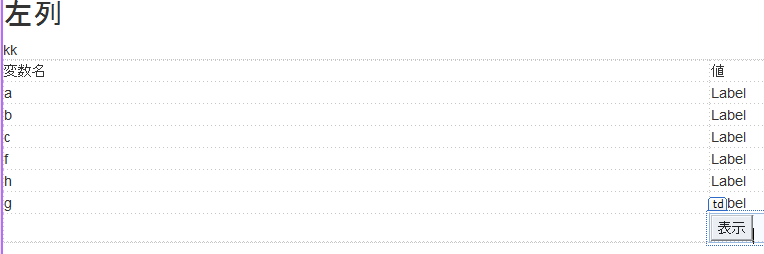 左列
kk
変数名 値
a Label
b Label
c Label
f Label
h Label
g bel
td
表示